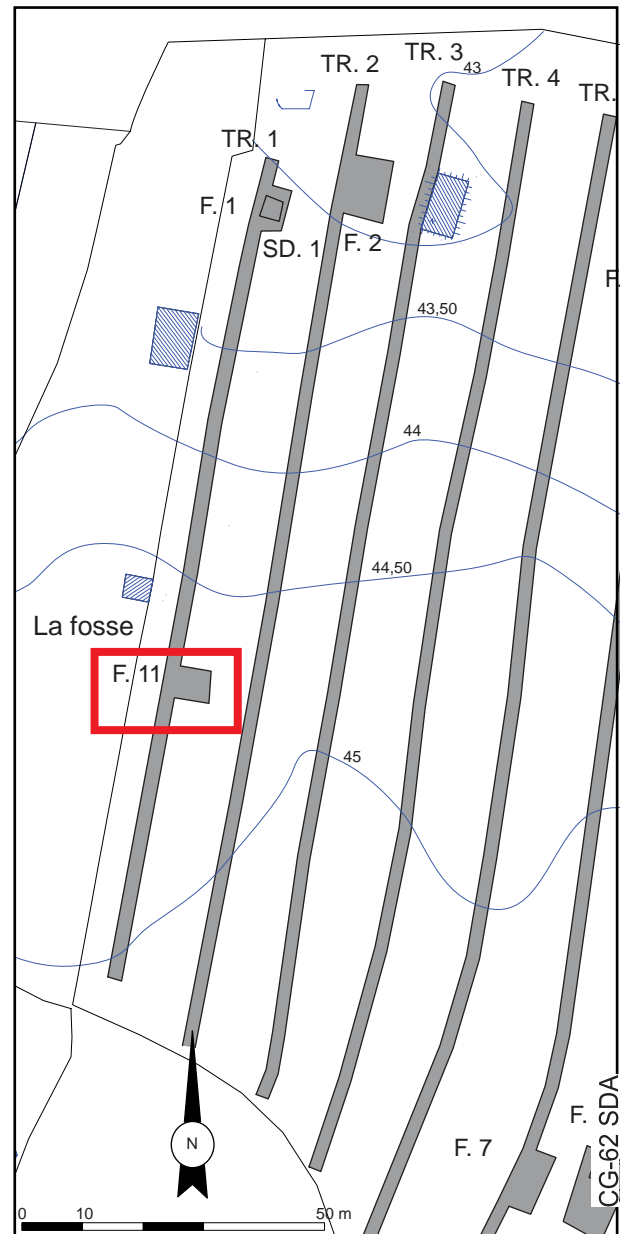 TR. 3
43
TR. 2
TR. 4
TR.
TR. 1
F. 1
SD. 1
F. 2
F.
43,50
44
44,50
La fosse
F. 11
45
N
F. 7
F.
CG-62 SDA
0 10 50 m